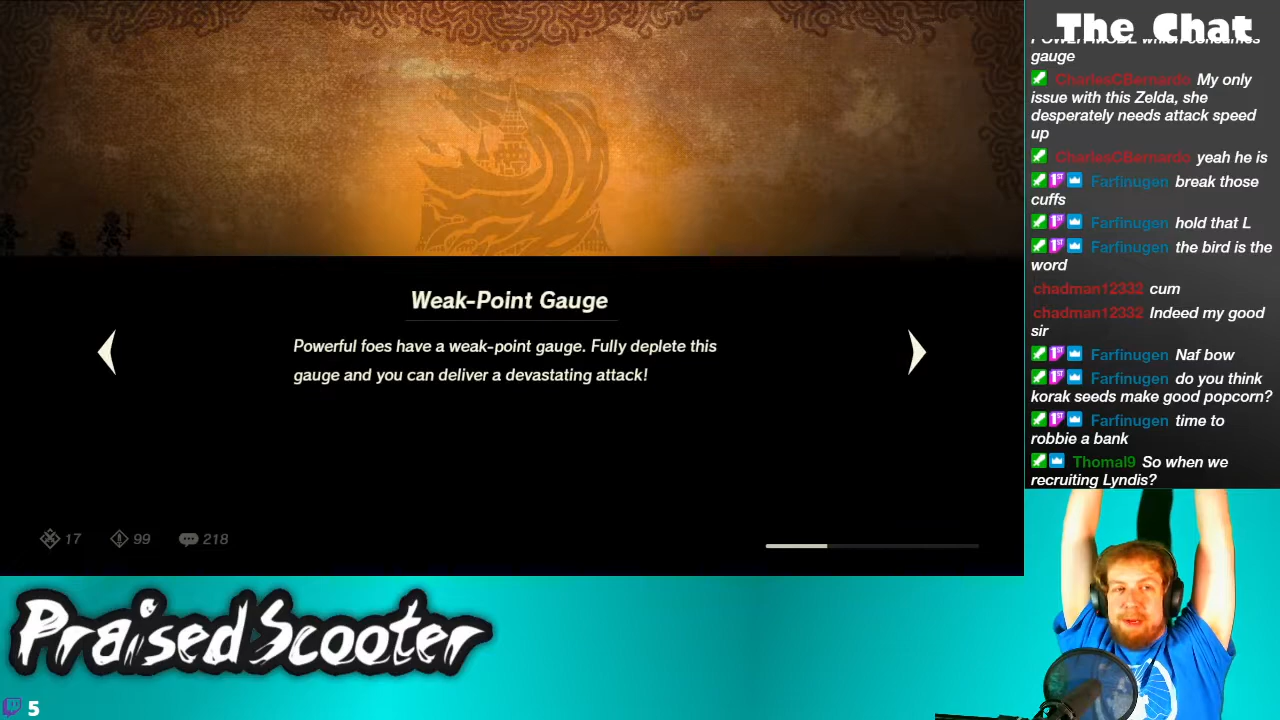 The Chat
gauge
CharlesCBernardo My only
issue with this Zelda, she
desperately needs attack speed
up
CharlesCBernardo yeah he is
Farfinugen break those
cuffs
Farfinugen hold that L
Farfinugen the bird is the
word
chadman12332 cum
chadman12332 Indeed my good
sir
Farfinugen Naf bow
Farfinugen do you think
korak seeds make good popcorn?
Farfinugen time to
robbie a bank
Thomal9 So when we
recruiting Lyndis?
Weak-Point Gauge
Powerful foes have a weak-point gauge. Fully deplete this
gauge and you can deliver a devastating attack!
17 99 218
PraisedScooter
5